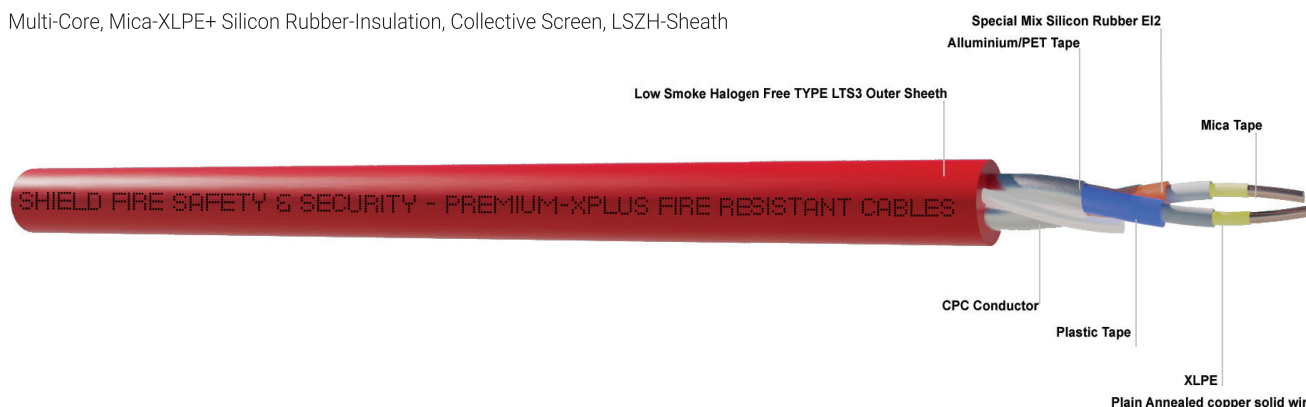 Multi-Core, Mica-XLPE+ Silicon Rubber-Insulation, Collective Screen, LSZH-Sheath
Special Mix Silicon Rubber EI2
Alluminium/PET Tape
Low Smoke Halogen Free TYPE LTS3 Outer Sheeth
Mica Tape
SHIELD FIRE SAFETY & SECURITY - PREMIUM-XPLUS FIRE RESISTANT CABLES
CPC Conductor
Plastic Tape
XLPE
Plain Annealed copper solid wir